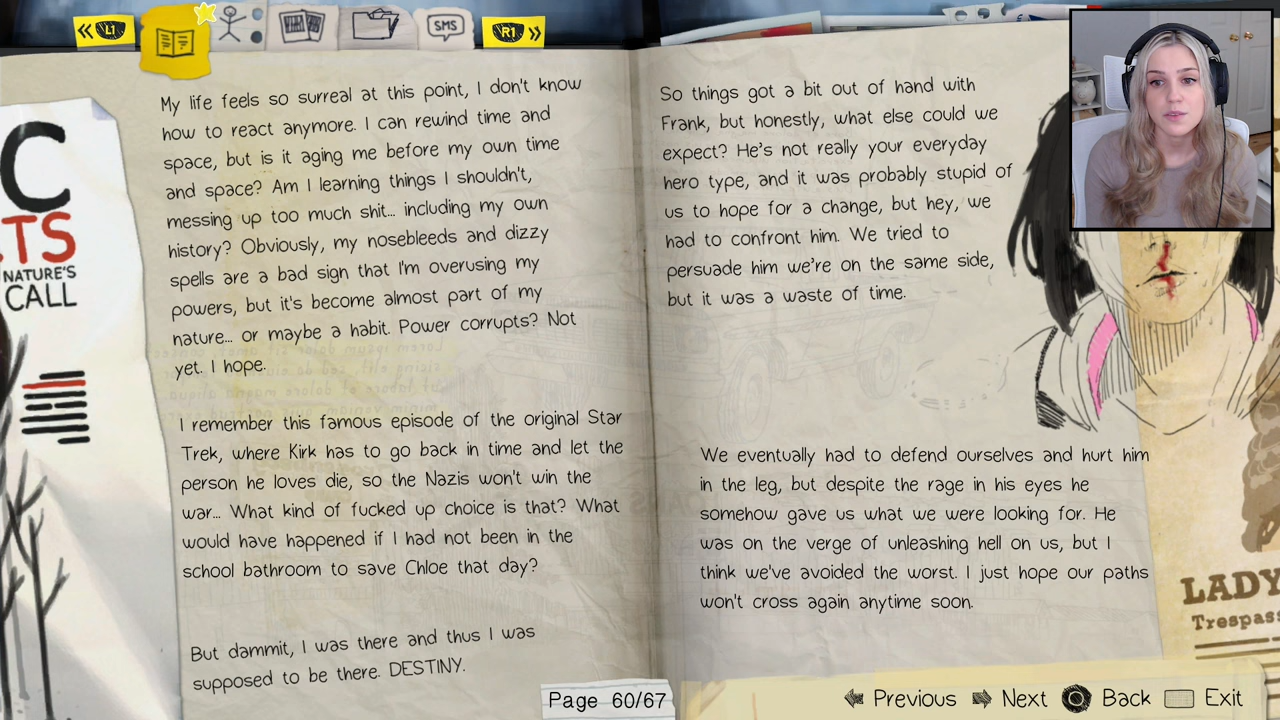 L1
SMS
R1
C
TS
NATURE'S
CALL
My life feels so surreal at this point, I don't know
how to react anymore. I can rewind time and
space, but is it aging me before my own time
and space? Am I learning things I shouldn't,
messing up too much shit... including my own
history? Obviously, my nosebleeds and dizzy
spells are a bad sign that I'm overusing my
powers, but it's become almost part of my
nature... or maybe a habit. Power corrupts? Not
yet. I hope.
I remember this famous episode of the original Star
Trek, where Kirk has to go back in time and let the
person he loves die, so the Nazis won't win the
war... What kind of fucked up choice is that? What
would have happened if I had not been in the
school bathroom to save Chloe that day?
But dammit, I was there and thus I was
supposed to be there. DESTINY.
So things got a bit out of hand with
Frank, but honestly, what else could we
expect? He's not really your everyday
hero type, and it was probably stupid of
us to hope for a change, but hey, we
had to confront him. We tried to
persuade him we're on the same side,
but it was a waste of time.
We eventually had to defend ourselves and hurt him
in the leg, but despite the rage in his eyes he
somehow gave us what we were looking for. He
was on the verge of unleashing hell on us, but I
think we've avoided the worst. I just hope our paths
won't cross again anytime soon.
LADY
Trespass
Page 60/67
Previous
Next
Back
Exit